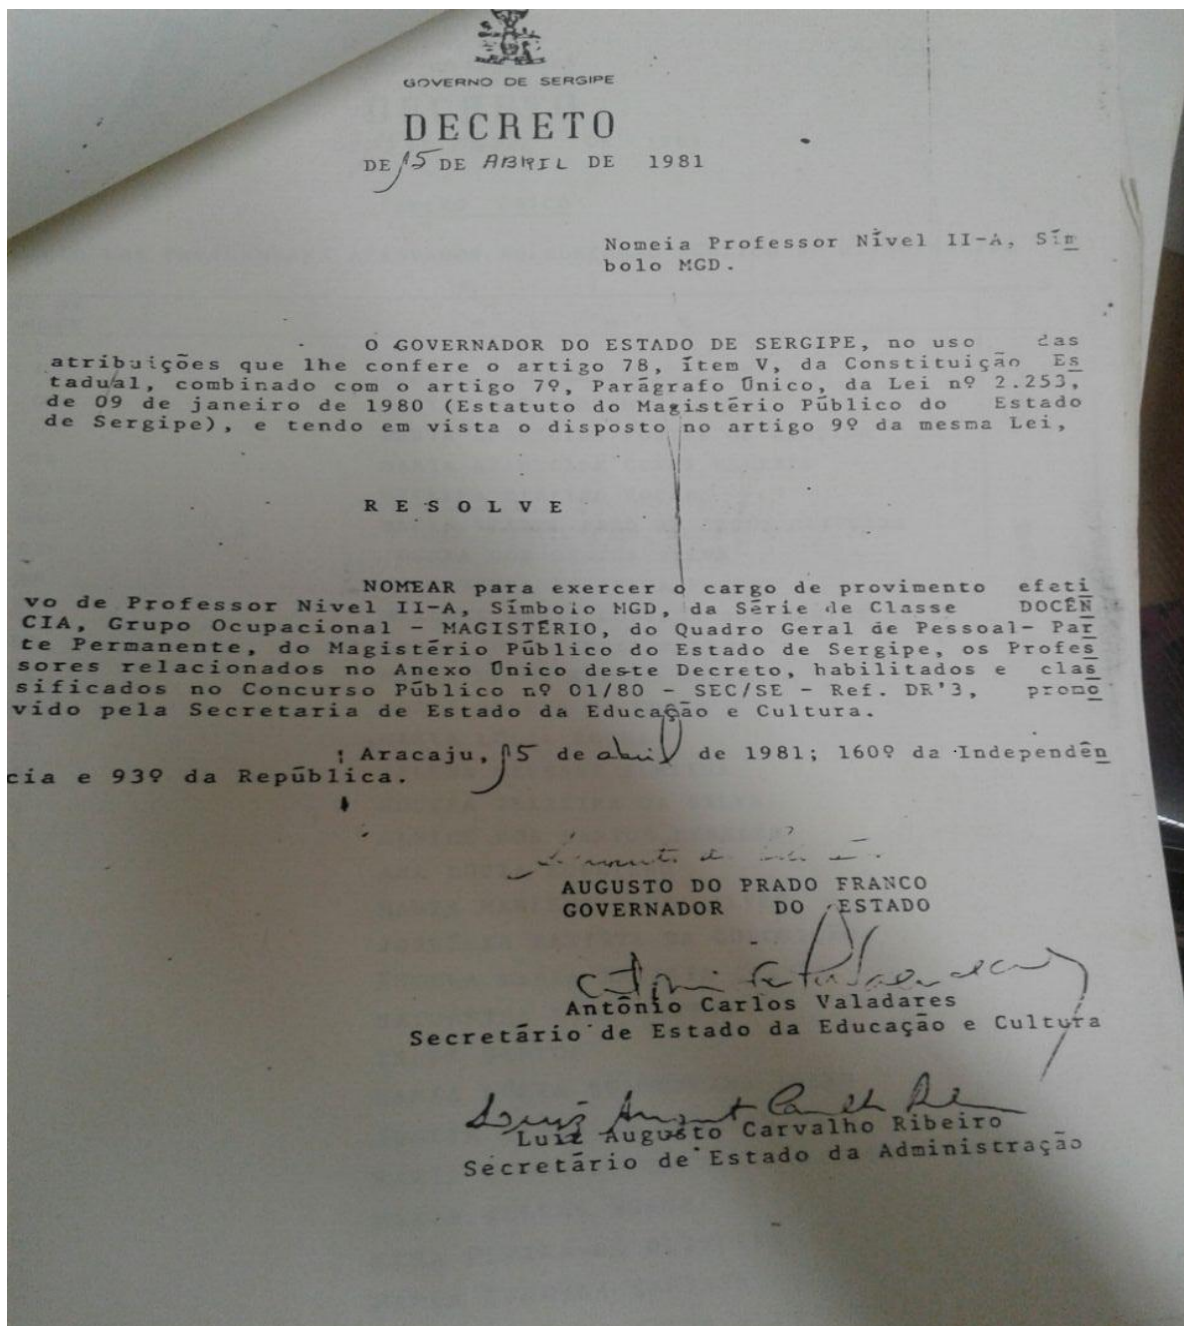 GOVERNO DE SERGIPE
DECRETO
DE 15 DE ABRIL DE 1981
Nomeia Professor Nível II-A, Sím
bolo MGD.
O GOVERNADOR DO ESTADO DE SERGIPE, no uso das
atribuições que lhe confere o artigo 78, ítem V, da Constituição Es
tadual, combinado com o artigo 7º, Parágrafo Único, da Lei nº 2.253,
de 09 de janeiro de 1980 (Estatuto do Magistério Público do Estado
de Sergipe), e tendo em vista o disposto no artigo 9º da mesma Lei,
R E S O L V E
NOMEAR para exercer o cargo de provimento efeti
vo de Professor Nivel II-A, Símbolo MGD, da Série de Classe DOCÊN
CIA, Grupo Ocupacional - MAGISTÉRIO, do Quadro Geral de Pessoal- Par
te Permanente, do Magistério Público do Estado de Sergipe, os Profes
sores relacionados no Anexo Único deste Decreto, habilitados e clas
sificados no Concurso Público nº 01/80 - SEC/SE - Ref. DR'3, promo
vido pela Secretaria de Estado da Educação e Cultura.
Aracaju, 15 de abril de 1981; 160º da Independên
cia e 93º da República.
AUGUSTO DO PRADO FRANCO
GOVERNADOR DO ESTADO
Antônio Carlos Valadares
Secretário de Estado da Educação e Cultura
Luiz Augusto Carvalho Ribeiro
Secretário de Estado da Administração